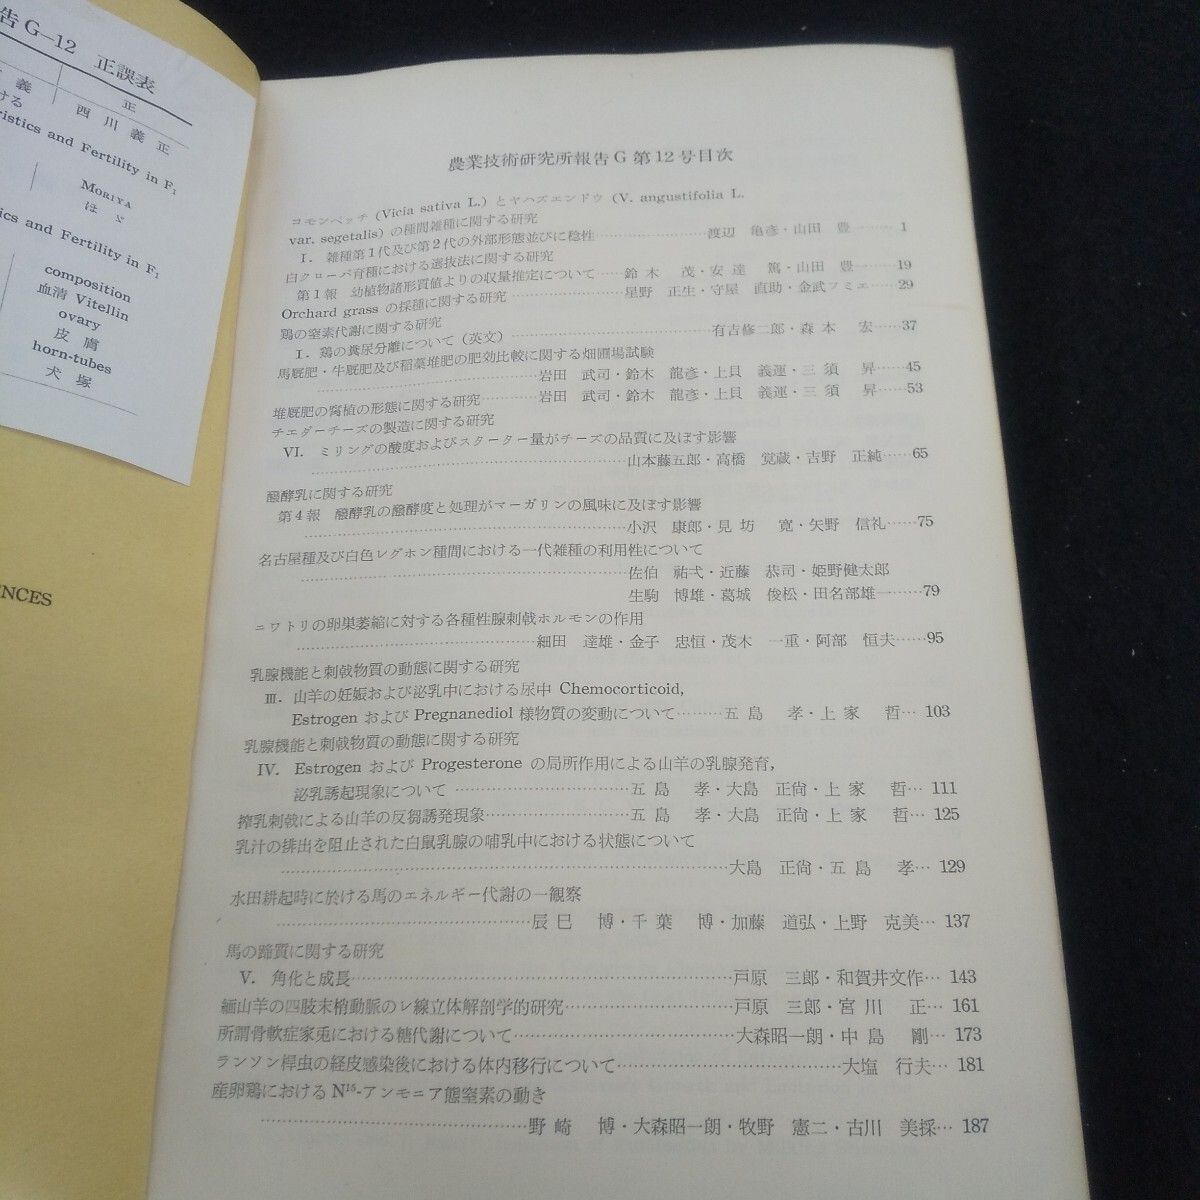 告 G-12 正誤表
義
正
ける
西川義正
ristics and Fertility in F1
MORIYA
ほど
ics and Fertility in F1
composition
血清 Vitellin
ovary
皮膚
horn-tubes
犬塚
ENCES
農業技術研究所報告G第12号目次
コモンベッチ (Vicia sativa L.) とヤハズエンドウ (V. angustifolia L.
var. segetalis) の種間雑種に関する研究
I. 雑種第1代及び第2代の外部形態並びに稔性……渡辺 亀彦・山田 豊……1
白クローバ育種における選抜法に関する研究
第1報 幼植物諸形質値よりの収量推定について……鈴木 茂・安達 篤・山田 豊……19
Orchard grass の採種に関する研究……星野 正生・守屋 直助・金武フミエ……29
鶏の窒素代謝に関する研究
I. 鶏の糞尿分離について(英文)……有吉修二郎・森本 宏……37
馬厩肥・牛厩肥及び稲藁堆肥の肥効比較に関する畑圃場試験
……岩田 武司・鈴木 龍彦・上貝 義運・三須 昇……45
堆厩肥の腐植の形態に関する研究……岩田 武司・鈴木 龍彦・上貝 義運・三須 昇……53
チエダーチーズの製造に関する研究
VI. ミリングの酸度およびスターター量がチーズの品質に及ぼす影響
……山本藤五郎・高橋 覚蔵・吉野 正純……65
醱酵乳に関する研究
第4報 醱酵乳の醱酵度と処理がマーガリンの風味に及ぼす影響
……小沢 康郎・見坊 寛・矢野 信礼……75
名古屋種及び白色レグホン種間における一代雑種の利用性について
……佐伯 祐弌・近藤 恭司・姫野健太郎
生駒 博雄・葛城 俊松・田名部雄一……79
ニワトリの卵巣萎縮に対する各種性腺刺戟ホルモンの作用
……細田 達雄・金子 忠恒・茂木 一重・阿部 恒夫……95
乳腺機能と刺戟物質の動態に関する研究
III. 山羊の妊娠および泌乳中における尿中 Chemocorticoid,
Estrogen および Pregnanediol 様物質の変動について……五島 孝・上家 哲… 103
乳腺機能と刺戟物質の動態に関する研究
IV. Estrogen および Progesterone の局所作用による山羊の乳腺発育,
泌乳誘起現象について……五島 孝・大島 正尙・上家 哲… 111
搾乳刺戟による山羊の反芻誘発現象……五島 孝・大島 正尙・上家 哲… 125
乳汁の排出を阻止された白鼠乳腺の哺乳中における状態について
……大島 正尙・五島 孝… 129
水田耕起時に於ける馬のエネルギー代謝の一観察
……辰巳 博・千葉 博・加藤 道弘・上野 克美… 137
馬の蹄質に関する研究
V. 角化と成長……戸原 三郎・和賀井文作… 143
緬山羊の四肢末梢動脈のレ線立体解剖学的研究……戸原 三郎・宮川 正… 161
所謂骨軟症家兎における糖代謝について……大森昭一朗・中島 剛… 173
ランソン桿虫の経皮感染後における体内移行について……大塩 行夫… 181
産卵鶏におけるN15-アンモニア態窒素の動き
……野崎 博・大森昭一朗・牧野 憲二・古川 美採… 187